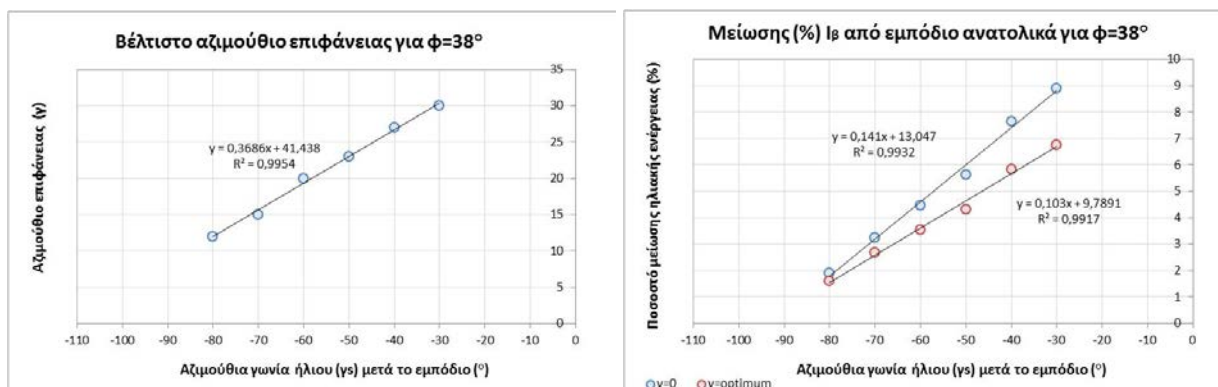 Βέλτιστο αζιμούθιο επιφάνειας για φ=38°
35
30
25
20
15
10
5
0
Αζιμούθιο επιφάνειας (γ)
y = 0,3686x + 41,438
R² = 0,9954
-110 -100 -90 -80 -70 -60 -50 -40 -30 -20 -10 0
Αζιμούθια γωνία ήλιου (γs) μετά το εμπόδιο (°)
Μείωσης (%) Iβ από εμπόδιο ανατολικά για φ=38°
10
9
8
7
6
5
4
3
2
1
0
Ποσοστό μείωσης ηλιακής ενέργειας (%)
y = 0,141x + 13,047
R² = 0,9932
y = 0,103x + 9,7891
R² = 0,9917
-110 -100 -90 -80 -70 -60 -50 -40 -30 -20 -10 0
Αζιμούθια γωνία ήλιου (γs) μετά το εμπόδιο (°)
γ=0 γ=optimum